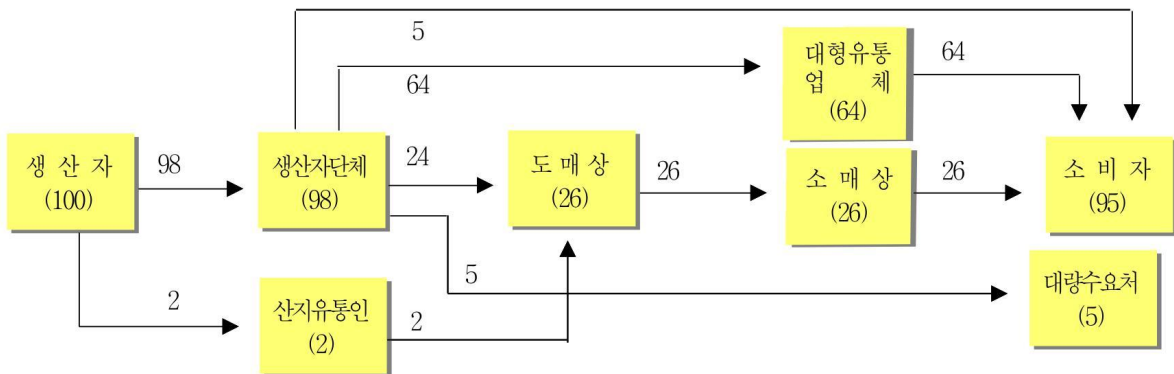 5
64
대형유통
업 체
(64)
64
생 산 자
(100)
98
생산자단체
(98)
24
도 매 상
(26)
26
소 매 상
(26)
26
소 비 자
(95)
2
산지유통인
(2)
2
5
대량수요처
(5)